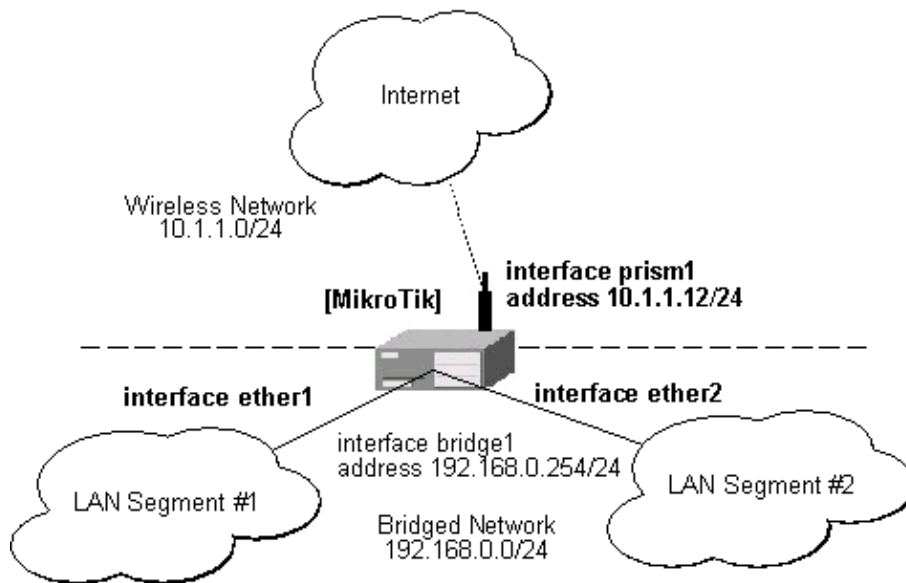 Internet
Wireless Network
10.1.1.0/24
interface prism1
address 10.1.1.12/24
[MikroTik]
interface ether1
interface ether2
interface bridge1
address 192.168.0.254/24
LAN Segment #1
LAN Segment #2
Bridged Network
192.168.0.0/24